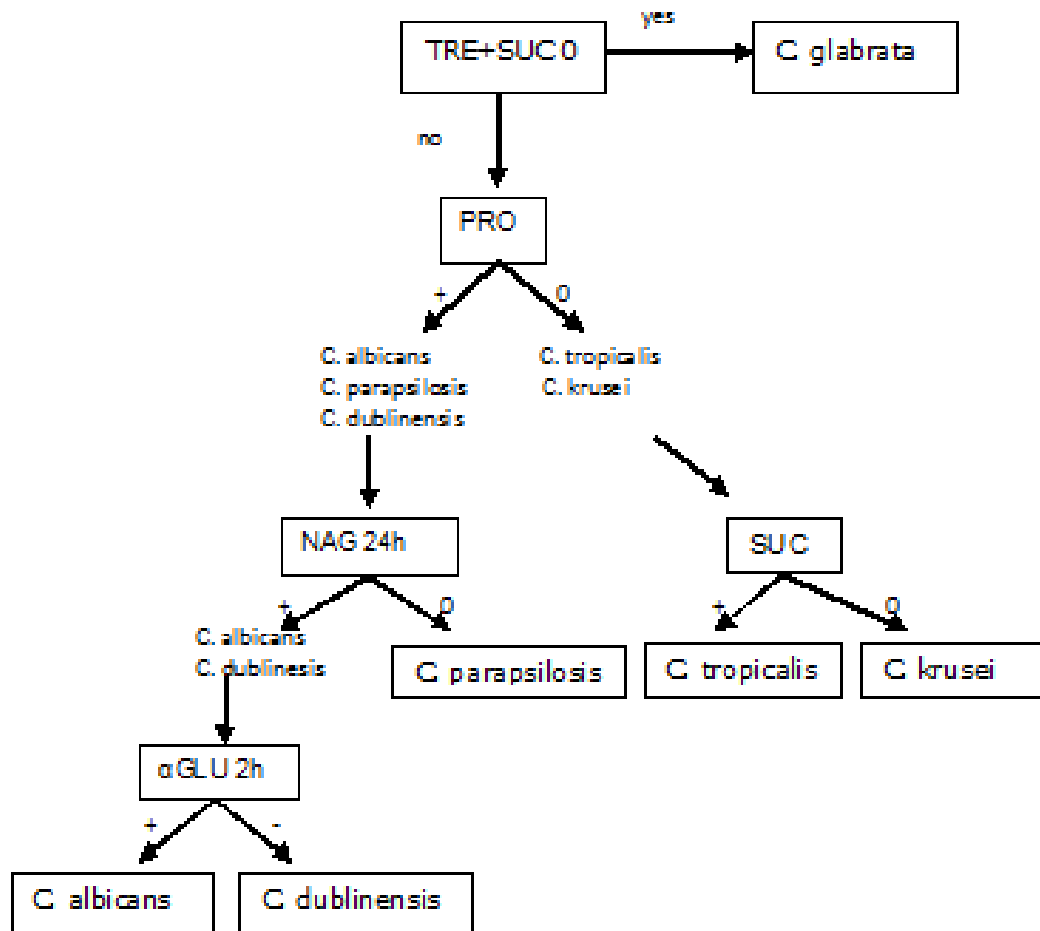 yes
TRE+SUC 0
C. glabrata
no
PRO
+
0
C. albicans
C. parapsilosis
C. dublinensis
C. tropicalis
C. krusei
NAG 24h
SUC
+
0
+
0
C. albicans
C. dublinesis
C. parapsilosis
C. tropicalis
C. krusei
αGLU 2h
+
-
C. albicans
C. dublinensis